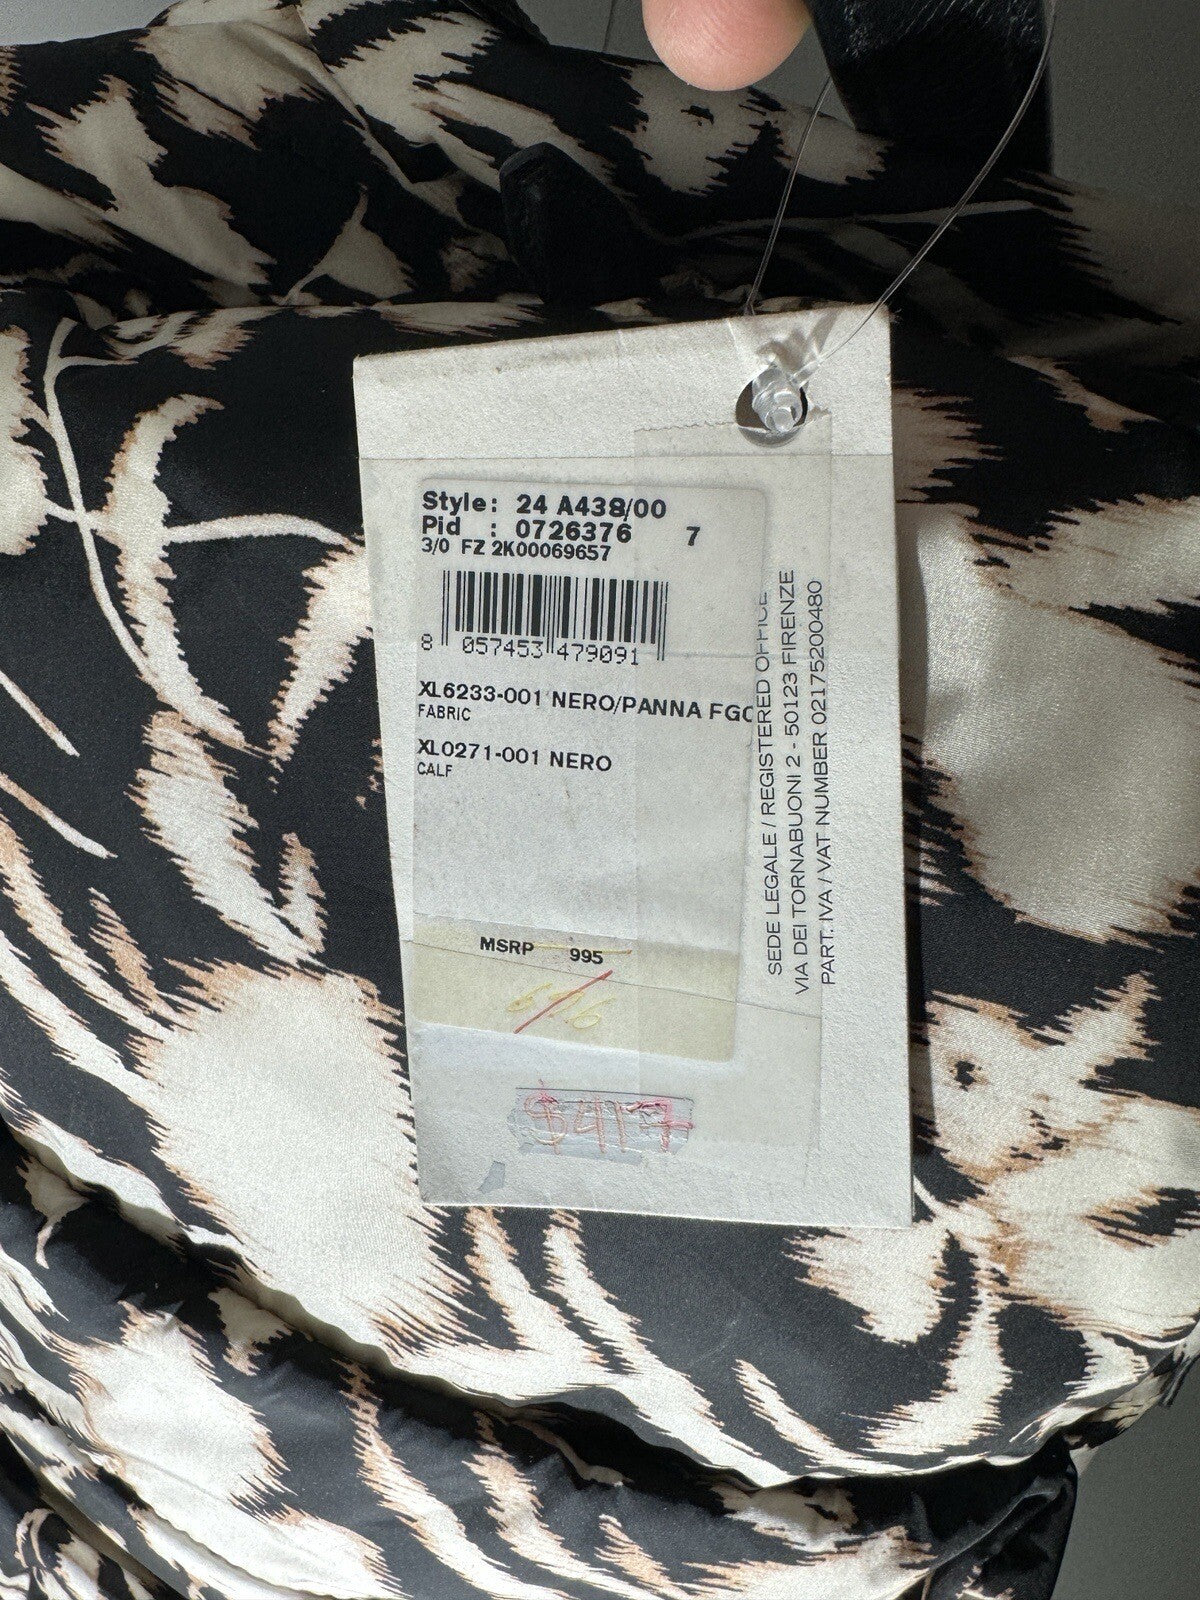 Style: 24 A438/00
Pid : 0726376 7
3/0 FZ 2K00069657
8 057453 479091
XL6233-001 NERO/PANNA FGC
FABRIC
XL0271-001 NERO
CALF
MSRP 995
$417
SEDE LEGALE / REGISTERED OFFICE
VIA DEI TORNABUONI 2 - 50123 FIRENZE
PART. IVA / VAT NUMBER 02175200480